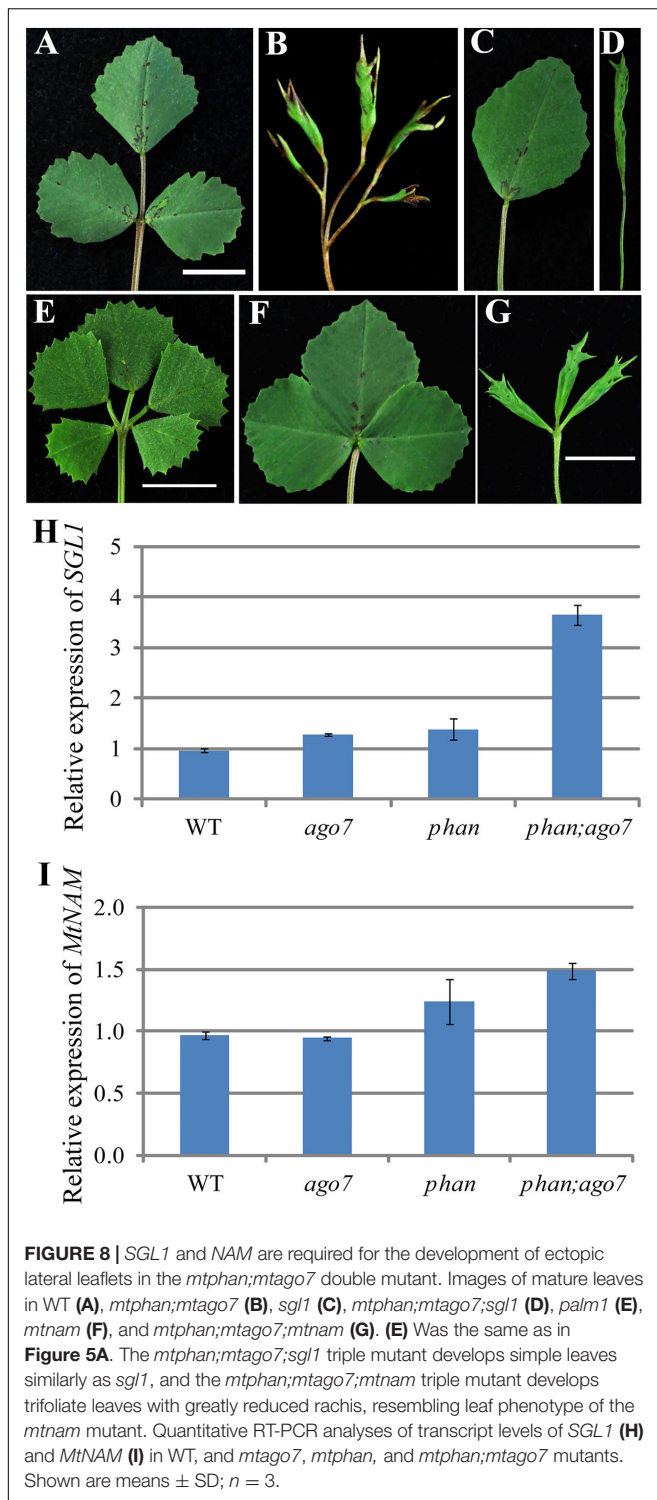 A
B
C
D
E
F
G
H
Relative expression of SGL1
5
4
3
2
1
0
WT
ago7
phan
phan;ago7
I
Relative expression of MtNAM
2.0
1.5
1.0
0.5
0.0
WT
ago7
phan
phan;ago7
FIGURE 8 | SGL1 and NAM are required for the development of ectopic
lateral leaflets in the mtphan;mtago7 double mutant. Images of mature leaves
in WT (A), mtphan;mtago7 (B), sgl1 (C), mtphan;mtago7;sgl1 (D), palm1 (E),
mtnam (F), and mtphan;mtago7;mtnam (G). (E) Was the same as in
Figure 5A. The mtphan;mtago7;sgl1 triple mutant develops simple leaves
similarly as sgl1, and the mtphan;mtago7;mtnam triple mutant develops
trifoliate leaves with greatly reduced rachis, resembling leaf phenotype of the
mtnam mutant. Quantitative RT-PCR analyses of transcript levels of SGL1 (H)
and MtNAM (I) in WT, and mtago7, mtphan, and mtphan;mtago7 mutants.
Shown are means ± SD; n = 3.